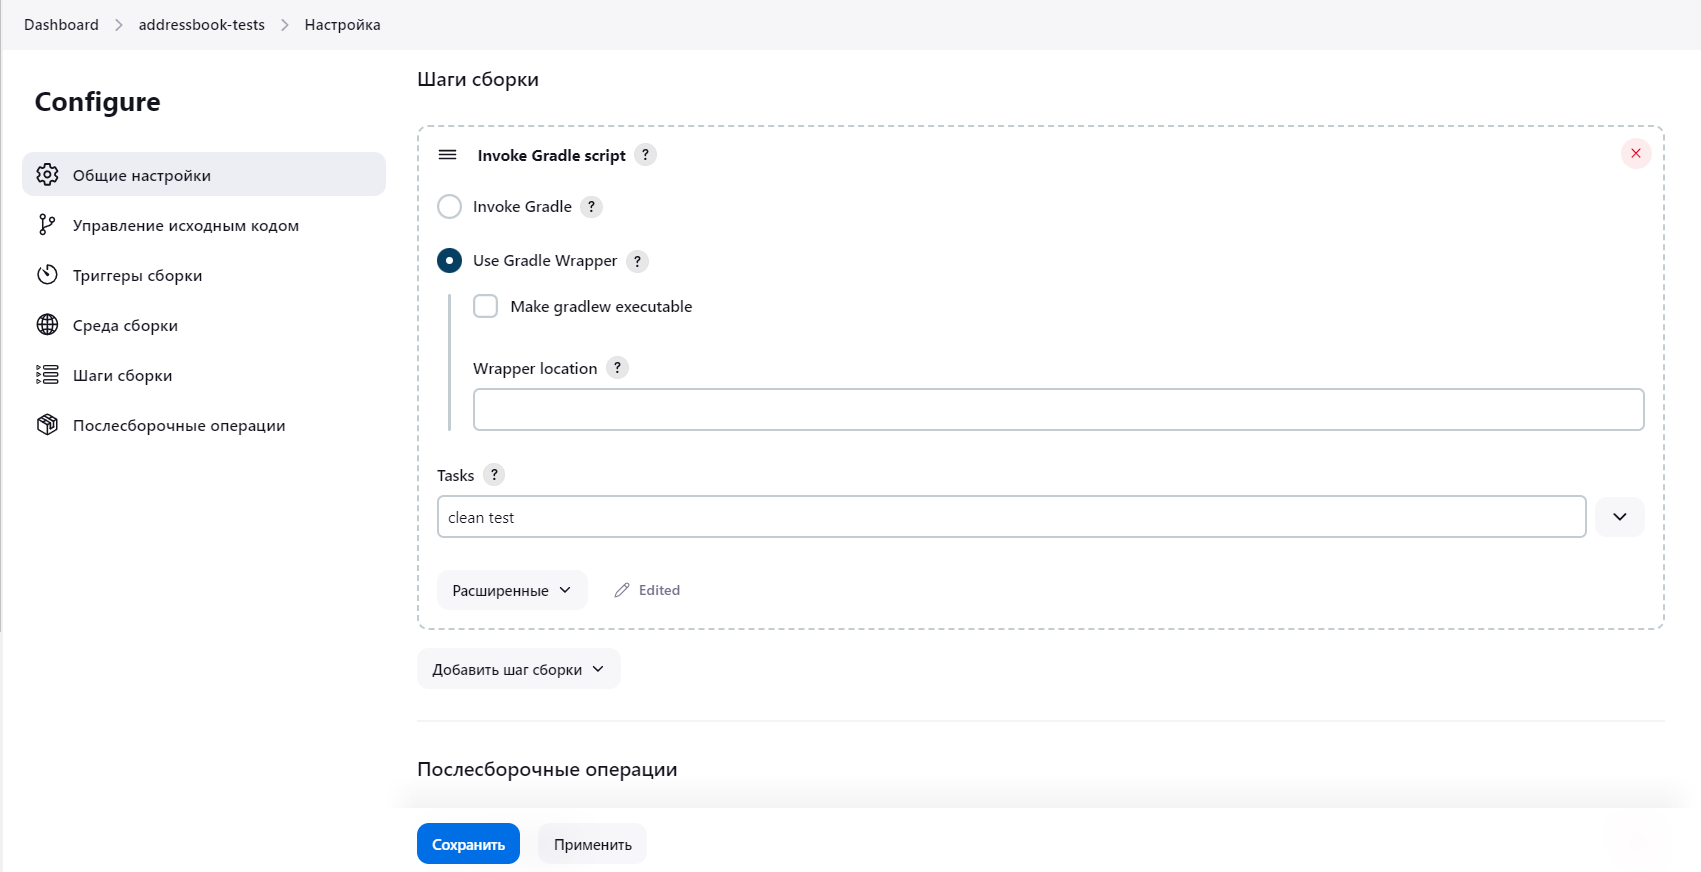 Dashboard > addressbook-tests > Настройка
Configure
Общие настройки
Управление исходным кодом
Триггеры сборки
Среда сборки
Шаги сборки
Послесборочные операции
Шаги сборки
Invoke Gradle script ?
Invoke Gradle ?
Use Gradle Wrapper ?
Make gradlew executable
Wrapper location ?
Tasks ?
clean test
Расширенные
Edited
Добавить шаг сборки
Послесборочные операции
Сохранить
Применить